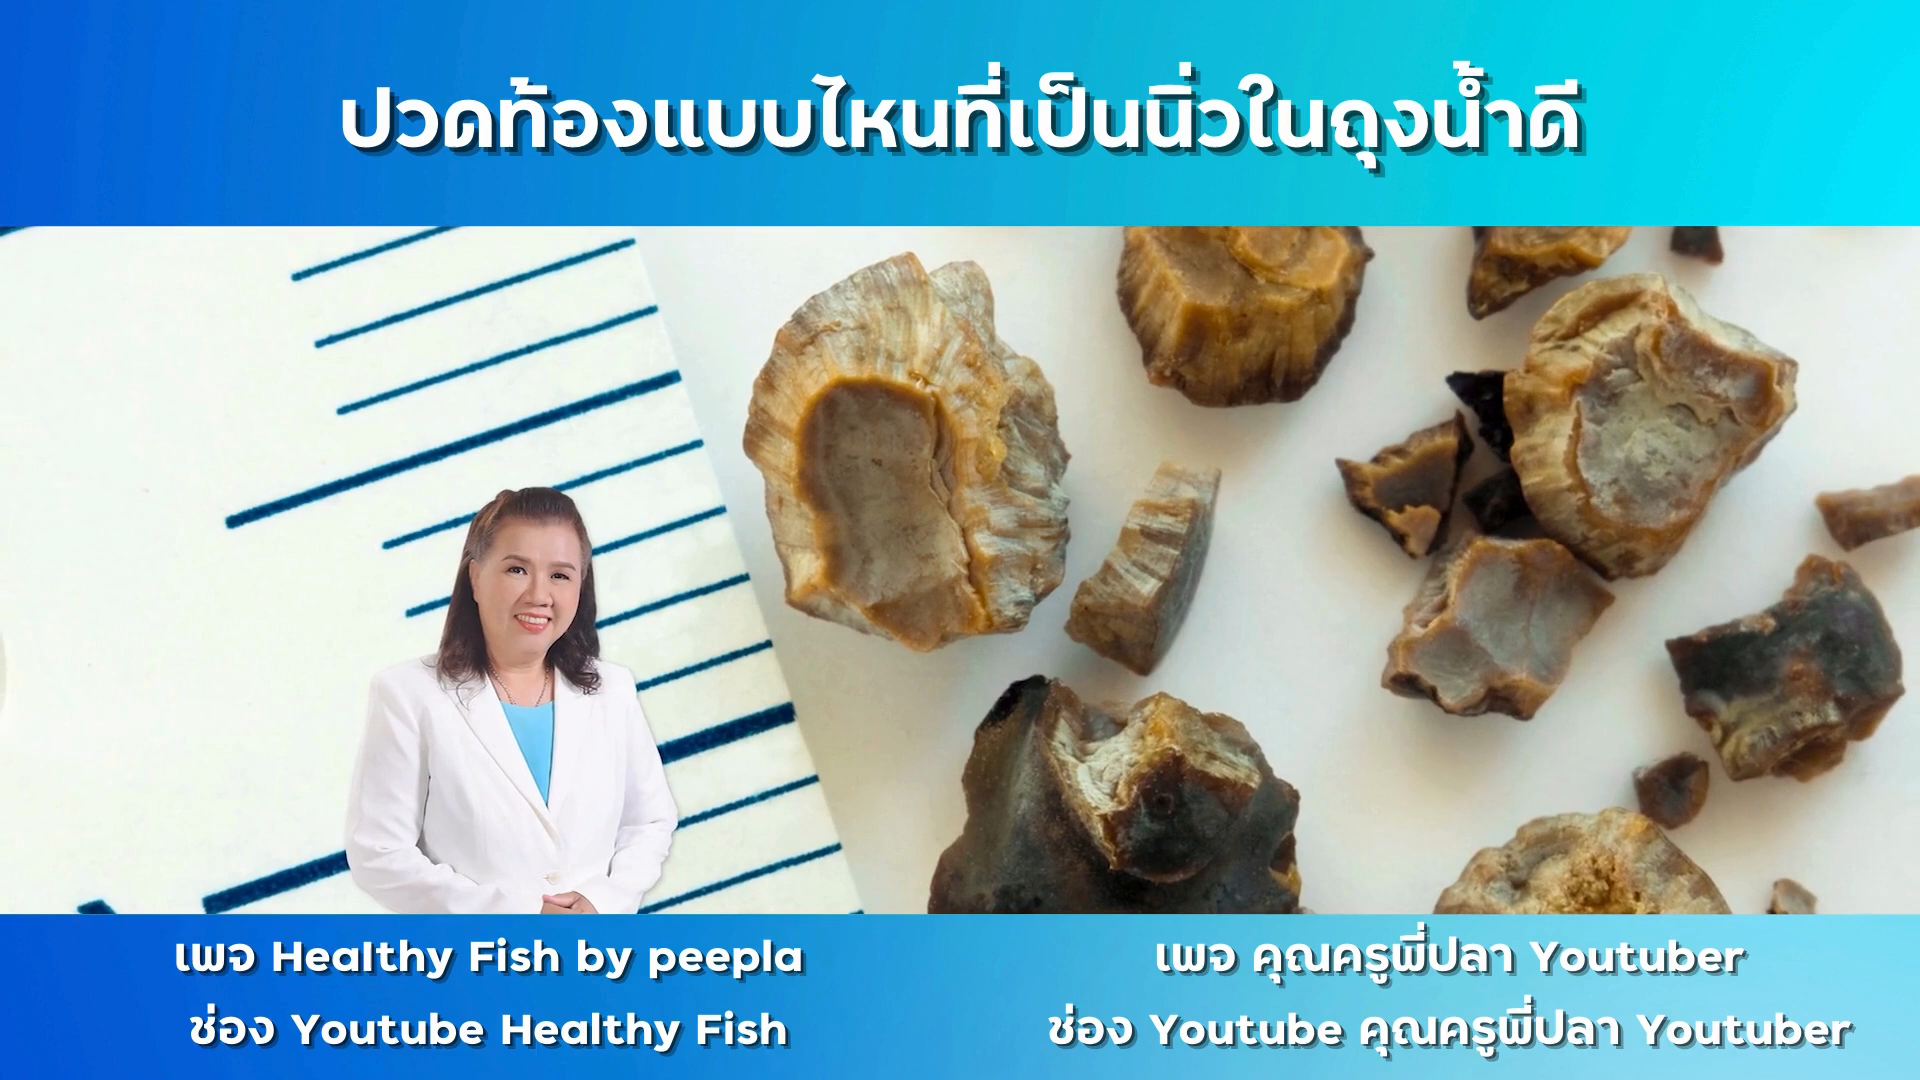 ปวดท้องแบบไหนที่เป็นนิ่วในถุงน้ำดี
เพจ Healthy Fish by peepla
ช่อง Youtube Healthy Fish
เพจ คุณครูพี่ปลา Youtuber
ช่อง Youtube คุณครูพี่ปลา Youtuber